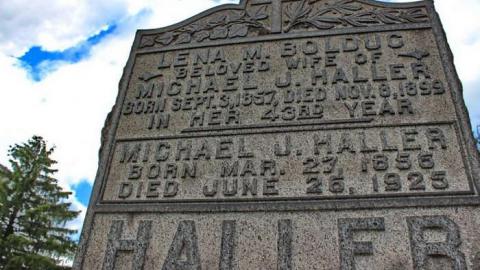 LENA M. BOLDUC
BELOVED WIFE OF
MICHAEL J. HALLER
BORN SEPT. 3, 1857, DIED NOV. 8, 1899
IN HER 43RD YEAR
MICHAEL J. HALLER
BORN MAR. 27, 1856
DIED JUNE 26, 1925
HALLER